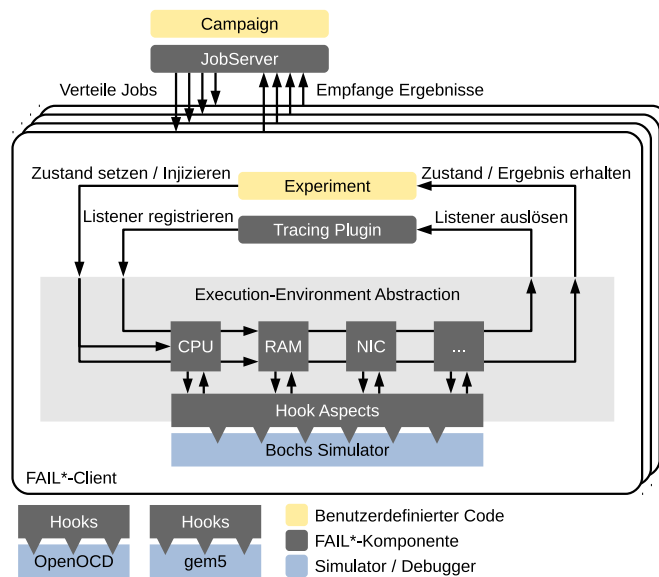 Campaign
JobServer
Verteile Jobs
Empfange Ergebnisse
Zustand setzen / Injizieren
Zustand / Ergebnis erhalten
Experiment
Listener registrieren
Listener auslösen
Tracing Plugin
Execution-Environment Abstraction
CPU
RAM
NIC
...
Hook Aspects
Bochs Simulator
FAIL*-Client
Hooks
OpenOCD
Hooks
gem5
Benutzerdefinierter Code
FAIL*-Komponente
Simulator / Debugger